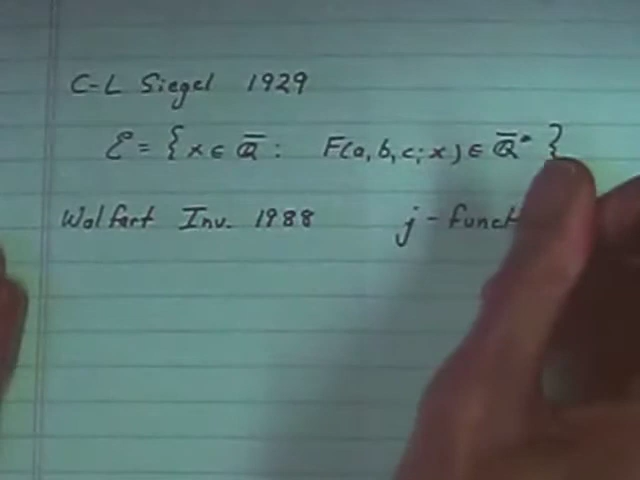 C-L Siegel 1929
ℰ = { x ∈ ℚ̅ : F(a, b, c; x) ∈ ℚ̅* }
Wolfart Inv. 1988 j-funct